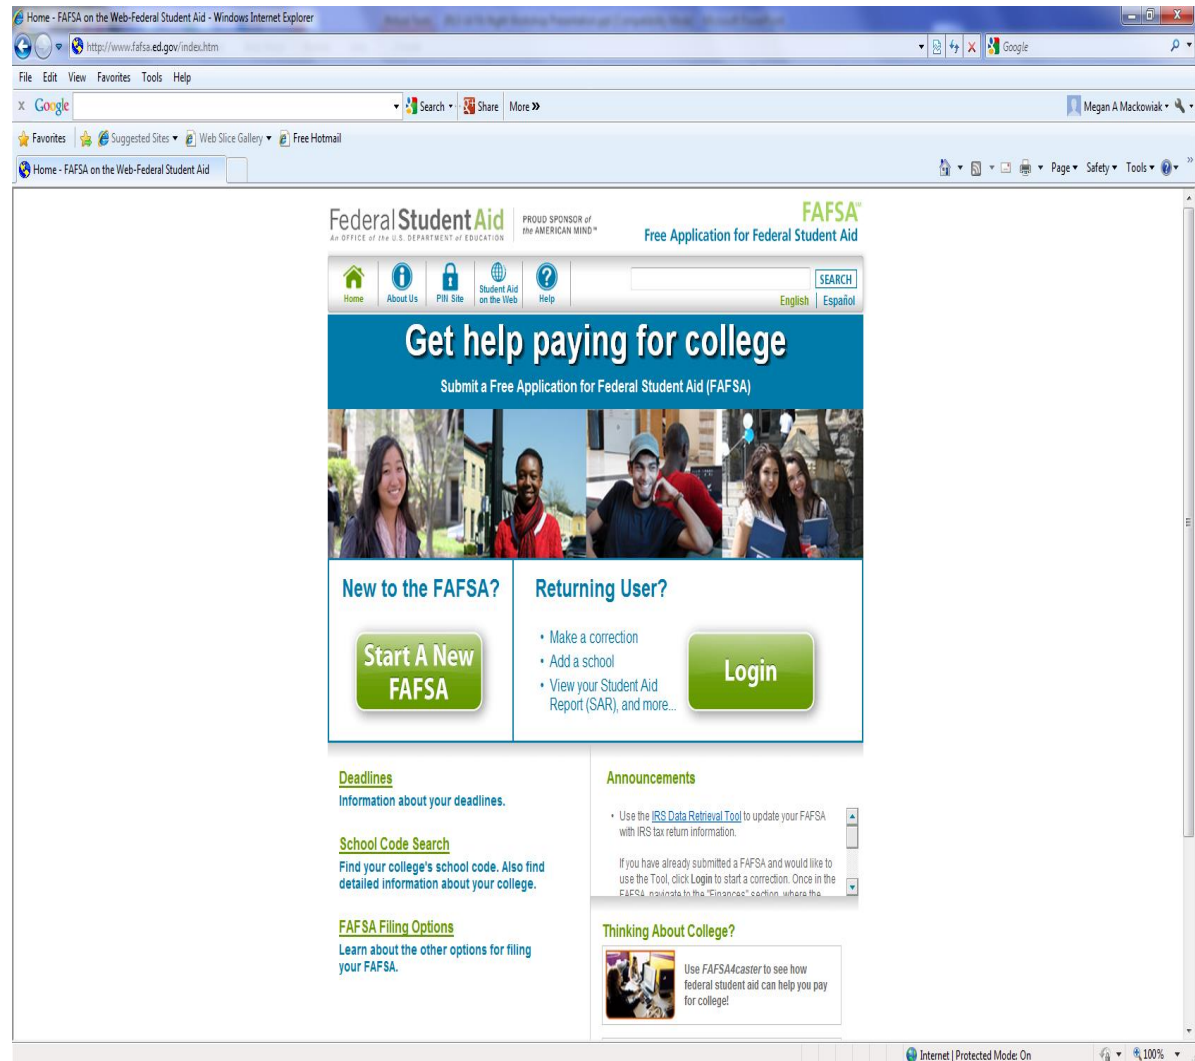 Home - FAFSA on the Web-Federal Student Aid - Windows Internet Explorer
http://www.fafsa.ed.gov/index.htm
Google
File Edit View Favorites Tools Help
x Google Search Share More »
Megan A Mackowiak
Favorites Suggested Sites Web Slice Gallery Free Hotmail
Home - FAFSA on the Web-Federal Student Aid
Page Safety Tools »
Federal Student Aid
An OFFICE of the U.S. DEPARTMENT of EDUCATION
PROUD SPONSOR of
the AMERICAN MIND™
FAFSA™
Free Application for Federal Student Aid
Home
About Us
PIN Site
Student Aid
on the Web
Help
SEARCH
English Español
Get help paying for college
Submit a Free Application for Federal Student Aid (FAFSA)
New to the FAFSA?
Start A New
FAFSA
Returning User?
• Make a correction
• Add a school
• View your Student Aid
Report (SAR), and more...
Login
Deadlines
Information about your deadlines.
School Code Search
Find your college's school code. Also find
detailed information about your college.
FAFSA Filing Options
Learn about the other options for filing
your FAFSA.
Announcements
• Use the IRS Data Retrieval Tool to update your FAFSA
with IRS tax return information.
If you have already submitted a FAFSA and would like to
use the Tool, click Login to start a correction. Once in the
FAFSA, navigate to the "Finances" section, where the
Thinking About College?
Use FAFSA4caster to see how
federal student aid can help you pay
for college!
Internet | Protected Mode: On
100%